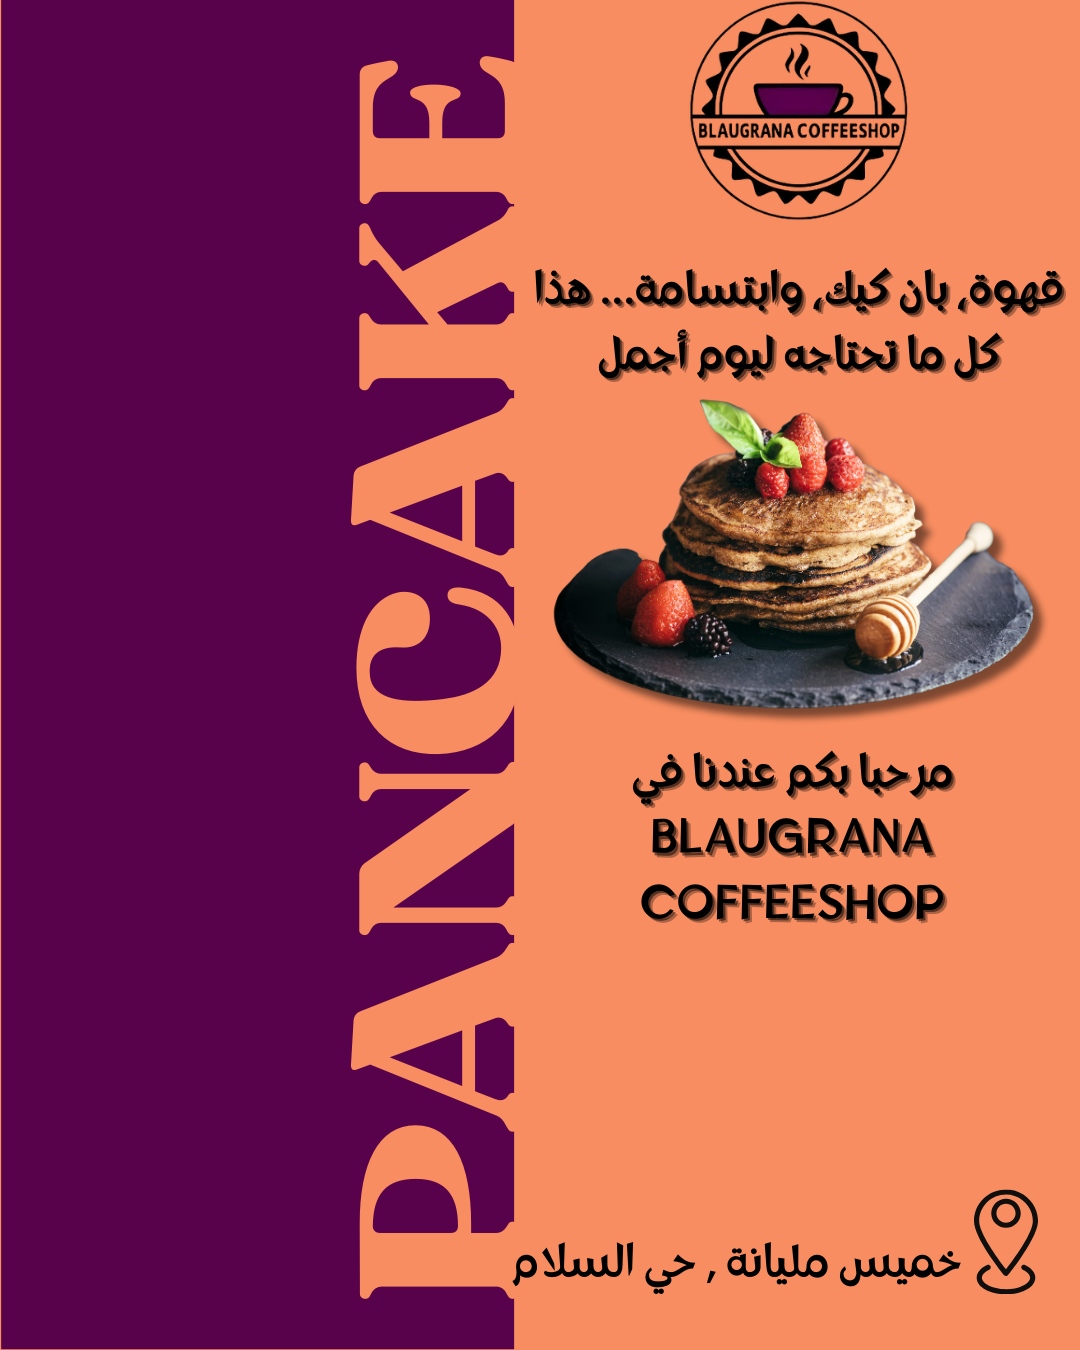 BLAUGRANA COFFEESHOP
PANCAKE
قهوة، بان كيك، وابتسامة... هذا
كل ما تحتاجه ليوم أجمل
مرحبا بكم عندنا في
BLAUGRANA
COFFEESHOP
خميس مليانة , حي السلام